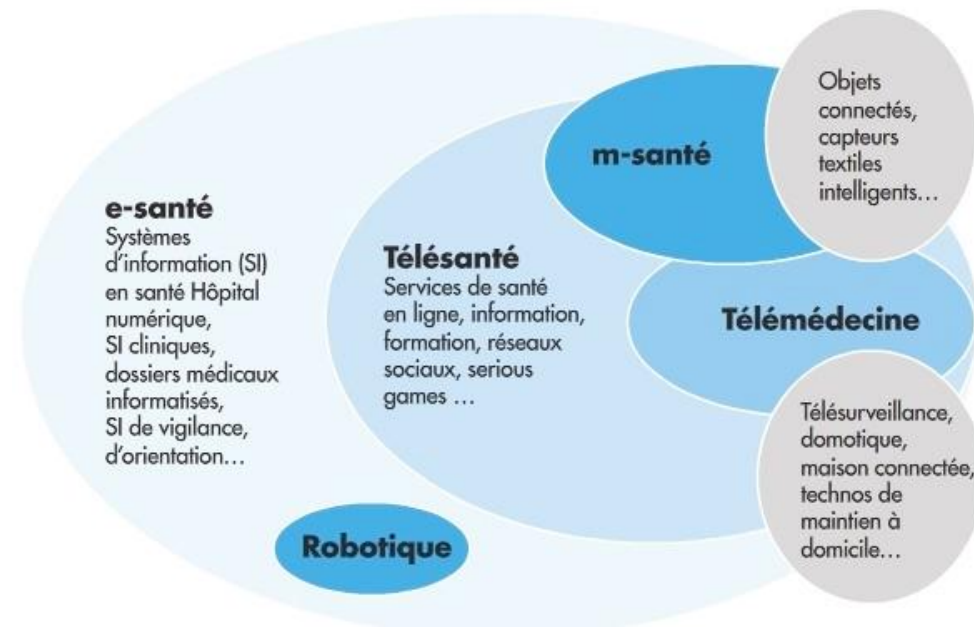 e-santé
Systèmes
d'information (SI)
en santé Hôpital
numérique,
SI cliniques,
dossiers médicaux
informatisés,
SI de vigilance,
d'orientation…
Télésanté
Services de santé
en ligne, information,
formation, réseaux
sociaux, serious
games …
m-santé
Objets
connectés,
capteurs
textiles
intelligents…
Télémédecine
Télésurveillance,
domotique,
maison connectée,
technos de
maintien à
domicile…
Robotique